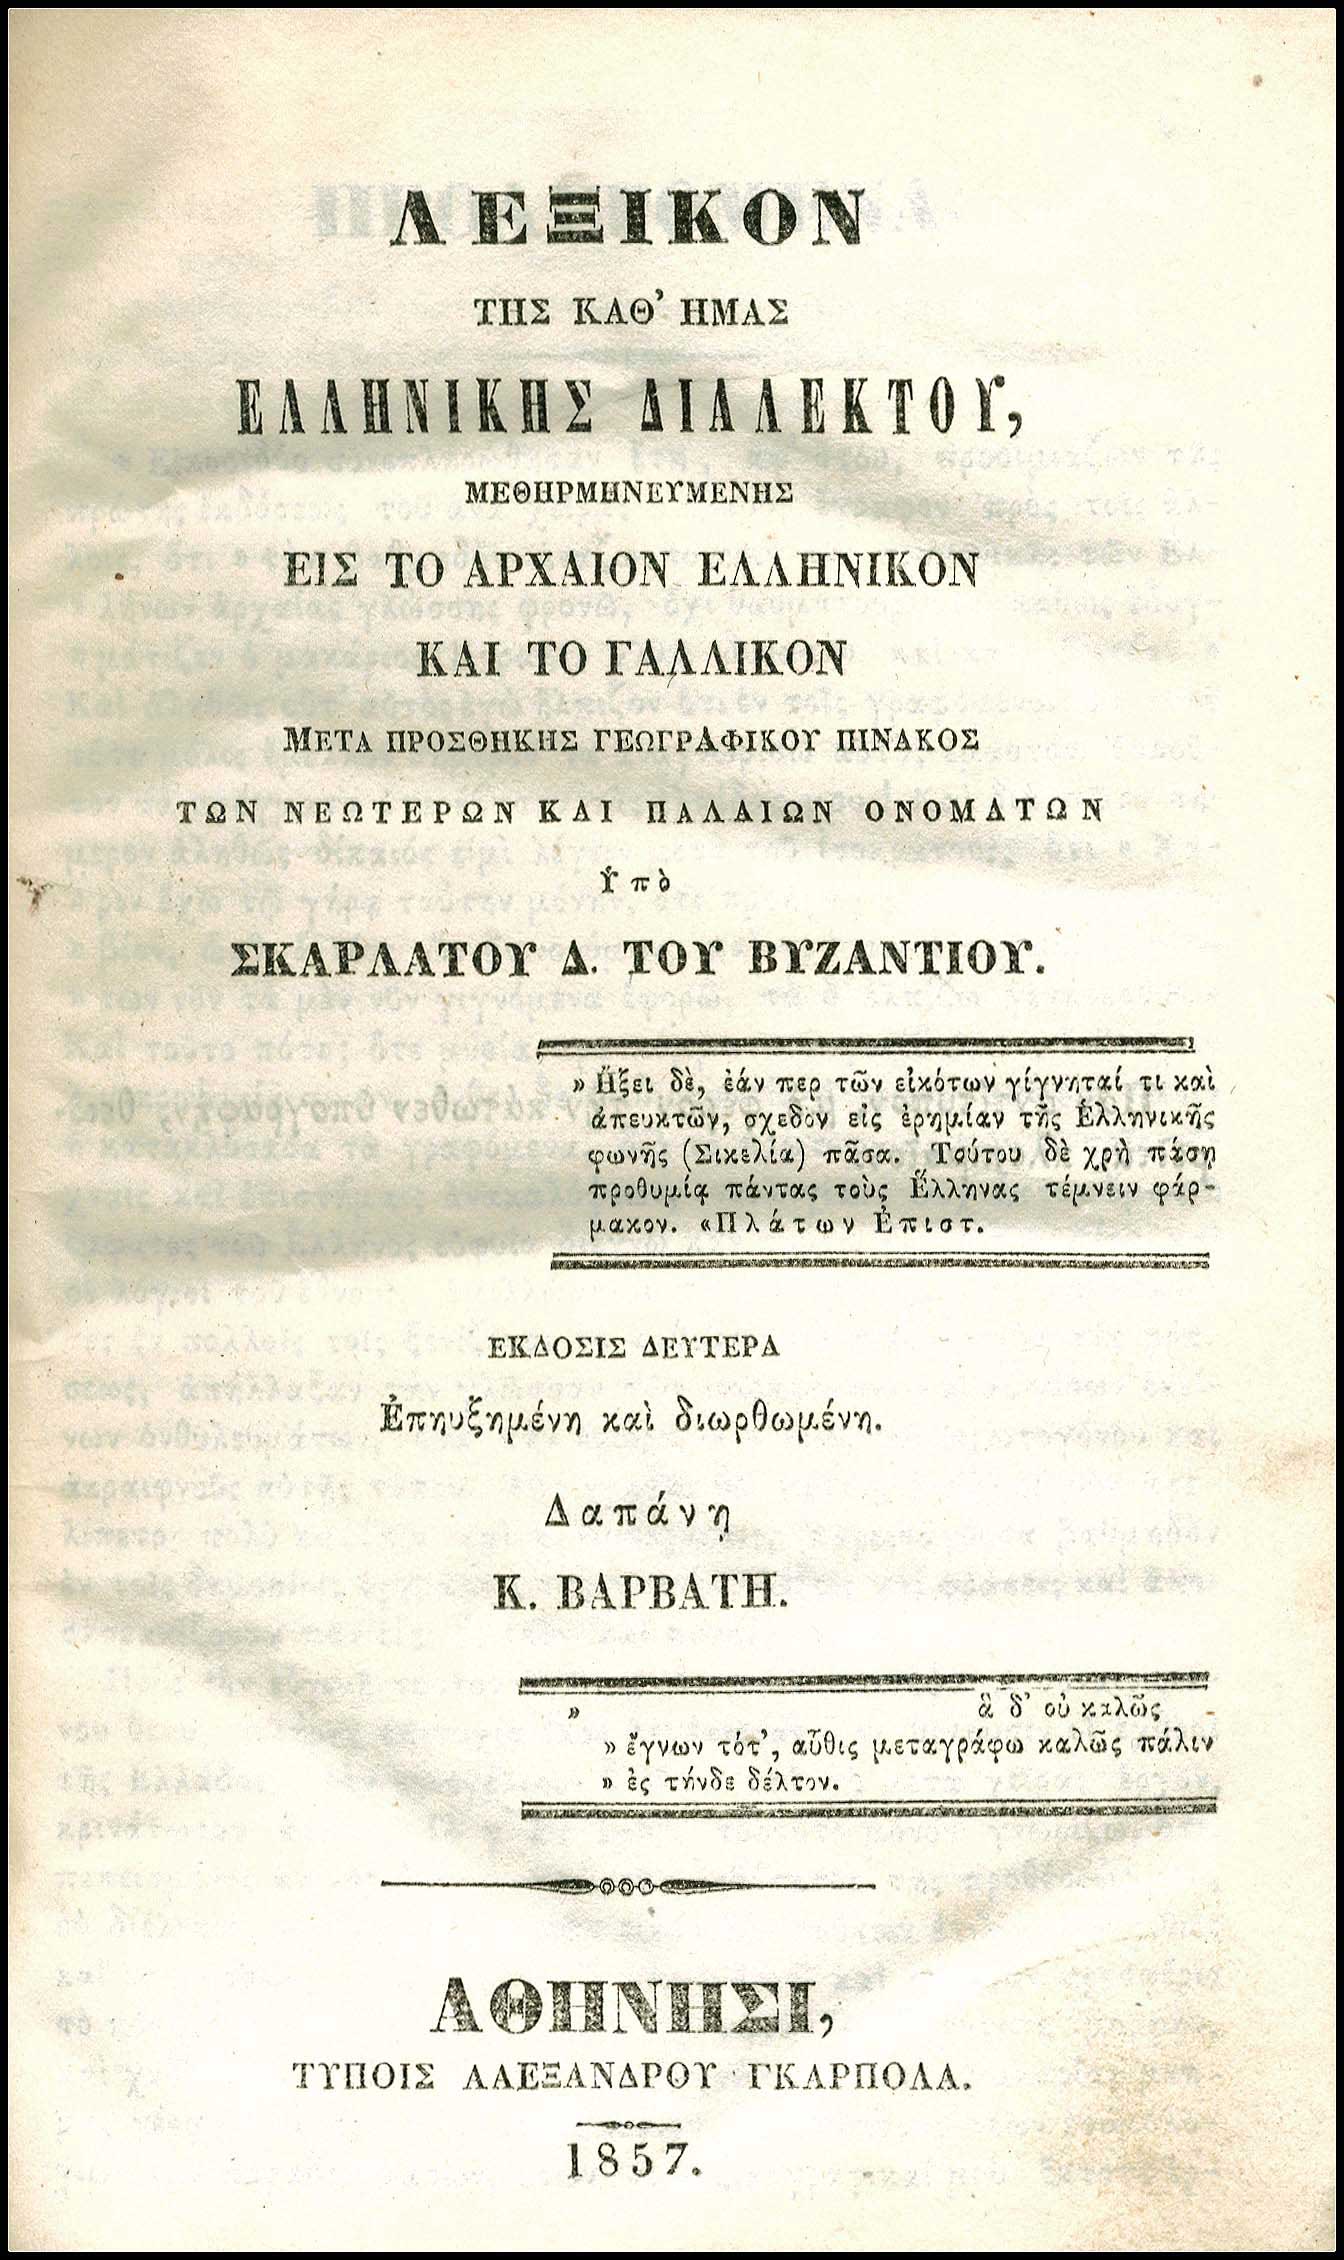 ΛΕΞΙΚΟΝ
ΤΗΣ ΚΑΘ' ΗΜΑΣ
ΕΛΛΗΝΙΚΗΣ ΔΙΑΛΕΚΤΟΥ,
ΜΕΘΗΡΜΗΝΕΥΜΕΝΗΣ
ΕΙΣ ΤΟ ΑΡΧΑΙΟΝ ΕΛΛΗΝΙΚΟΝ
ΚΑΙ ΤΟ ΓΑΛΛΙΚΟΝ
ΜΕΤΑ ΠΡΟΣΘΗΚΗΣ ΓΕΩΓΡΑΦΙΚΟΥ ΠΙΝΑΚΟΣ
ΤΩΝ ΝΕΩΤΕΡΩΝ ΚΑΙ ΠΑΛΑΙΩΝ ΟΝΟΜΑΤΩΝ
Ὑπὸ
ΣΚΑΡΛΑΤΟΥ Δ. ΤΟΥ ΒΥΖΑΝΤΙΟΥ.
» Ἥξει δὲ, ἐάν περ τῶν εἰκότων γίγνηταί τι καὶ
ἀπευκτῶν, σχεδὸν εἰς ἐρημίαν τῆς Ἑλληνικῆς
φωνῆς (Σικελία) πᾶσα. Τούτου δὲ χρὴ πάσῃ
προθυμίᾳ πάντας τοὺς Ἕλληνας τέμνειν φάρ-
μακον. «Πλάτων Ἐπιστ.
ΕΚΔΟΣΙΣ ΔΕΥΤΕΡΑ
Ἐπηυξημένη καὶ διωρθωμένη.
Δαπάνῃ
Κ. ΒΑΡΒΑΤΗ.
» ἃ δ' οὐ καλῶς
» ἔγνων τότ', αὖθις μεταγράφω καλῶς πάλιν
» ἐς τήνδε δέλτον.
ΑΘΗΝΗΣΙ,
ΤΥΠΟΙΣ ΑΛΕΞΑΝΔΡΟΥ ΓΚΑΡΠΟΛΑ.
1857.